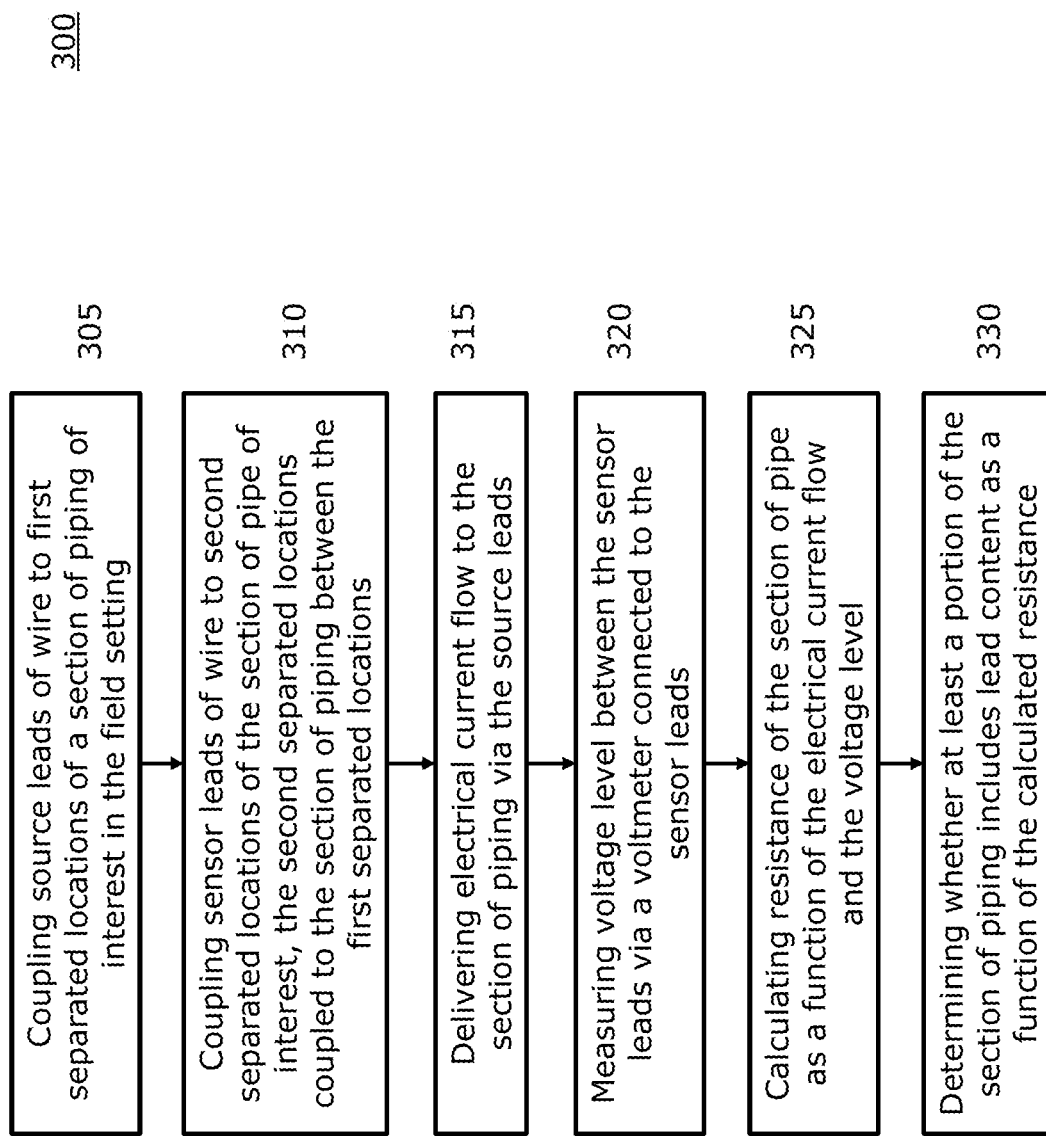 300
Coupling source leads of wire to first
separated locations of a section of piping of
interest in the field setting
305
Coupling sensor leads of wire to second
separated locations of the section of pipe of
interest, the second separated locations
coupled to the section of piping between the
first separated locations
310
Delivering electrical current flow to the
section of piping via the source leads
315
Measuring voltage level between the sensor
leads via a voltmeter connected to the
sensor leads
320
Calculating resistance of the section of pipe
as a function of the electrical current flow
and the voltage level
325
Determining whether at least a portion of the
section of piping includes lead content as a
function of the calculated resistance
330